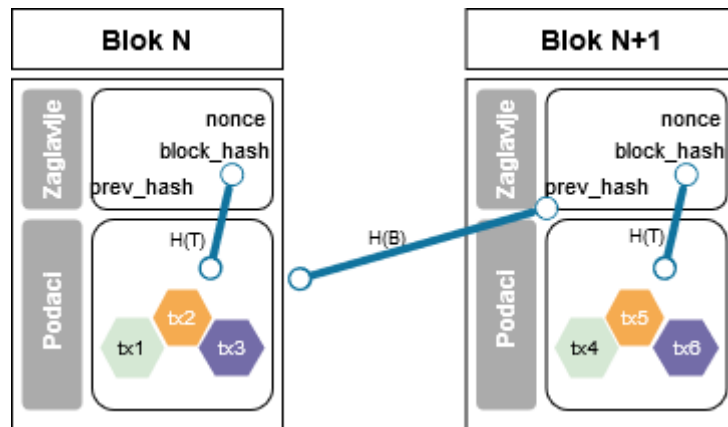 Blok N
Zaglavlje
nonce
block_hash
prev_hash
H(T)
Podaci
tx1
tx2
tx3
H(B)
Blok N+1
Zaglavlje
nonce
block_hash
prev_hash
H(T)
Podaci
tx4
tx5
tx6